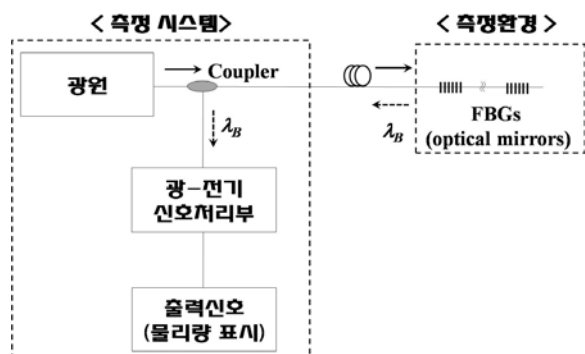 < 측정 시스템>
< 측정환경 >
광원
Coupler
FBGs
(optical mirrors)
λB
λB
광-전기
신호처리부
출력신호
(물리량 표시)